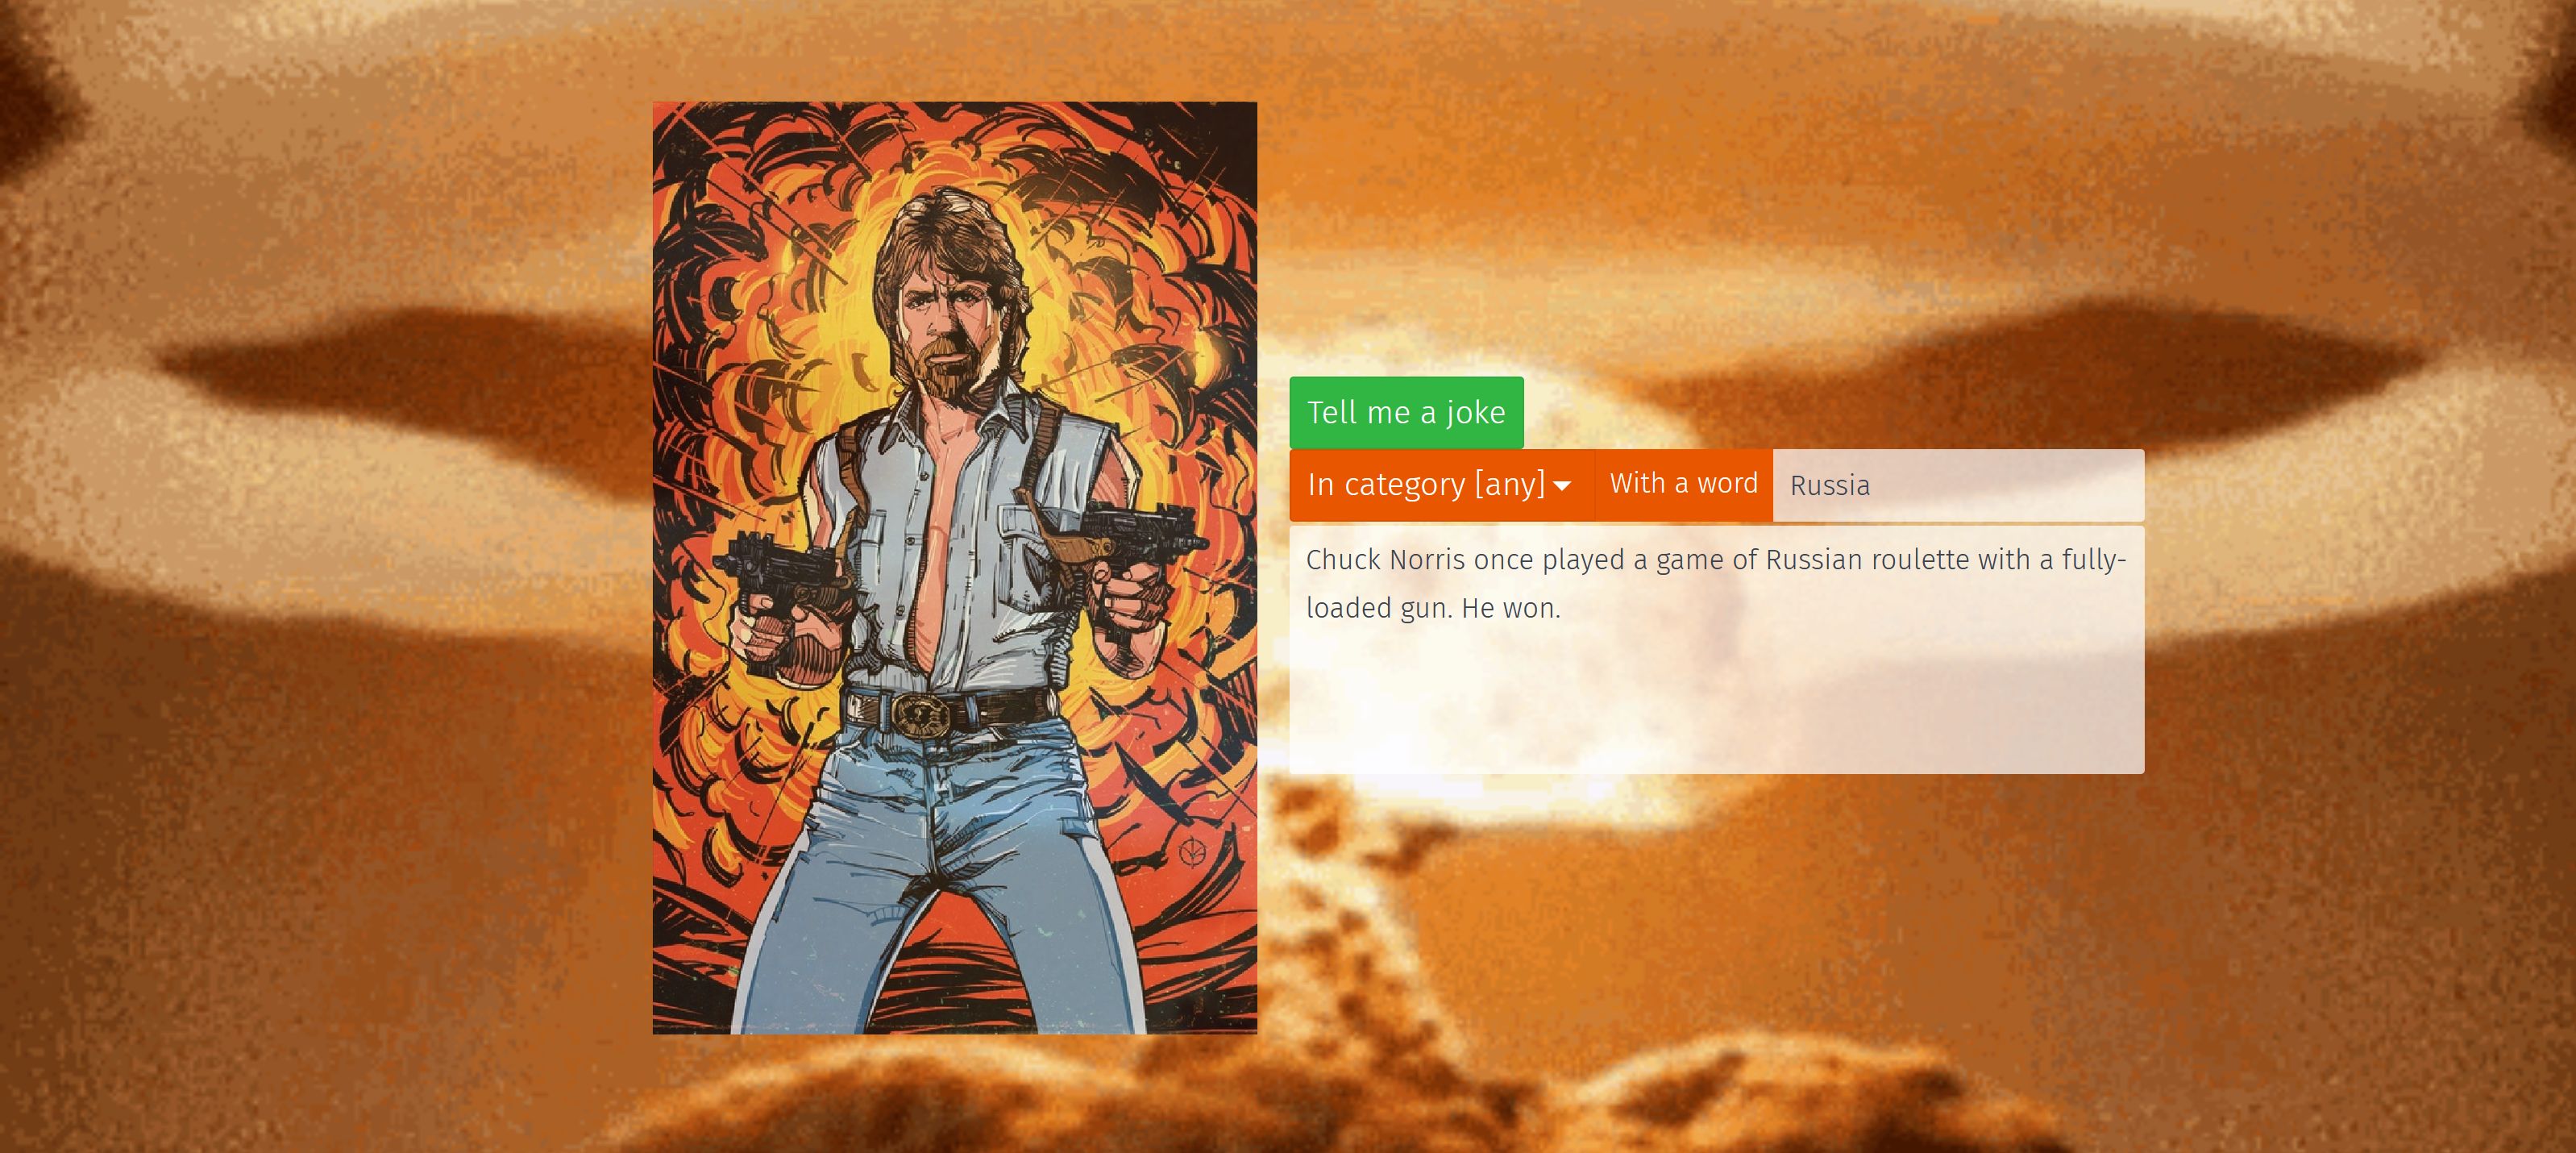 Tell me a joke
In category [any] With a word Russia
Chuck Norris once played a game of Russian roulette with a fully-
loaded gun. He won.